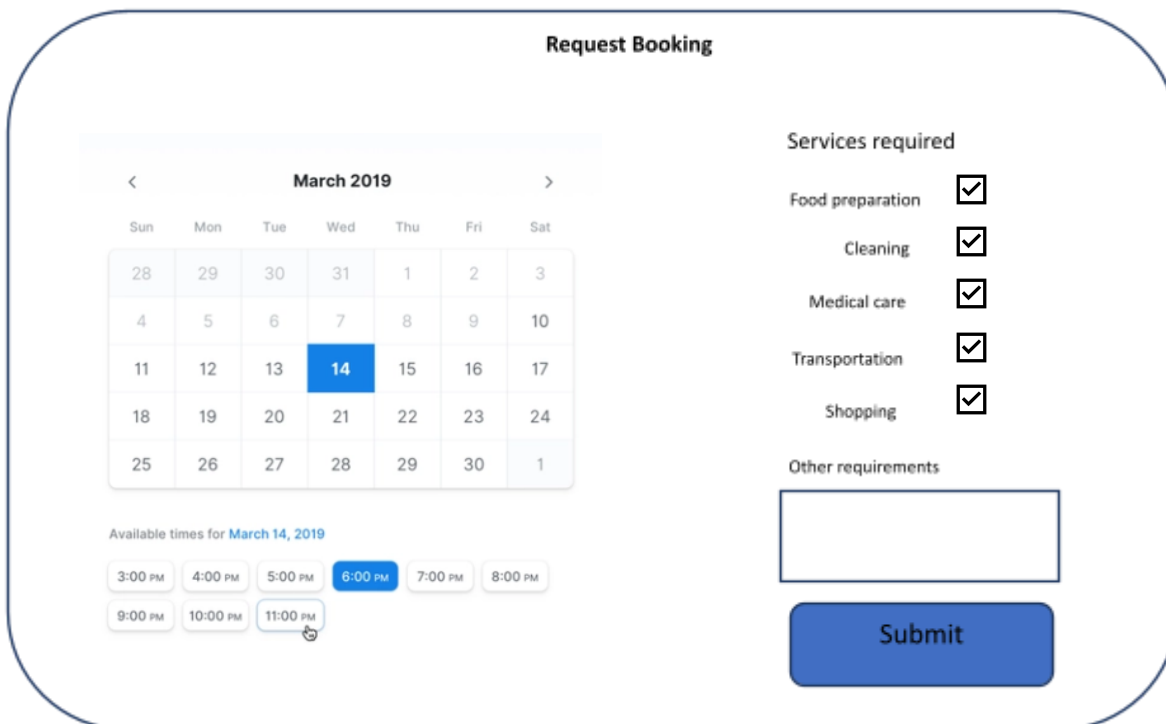 Request Booking
March 2019
Sun Mon Tue Wed Thu Fri Sat
28 29 30 31 1 2 3
4 5 6 7 8 9 10
11 12 13 14 15 16 17
18 19 20 21 22 23 24
25 26 27 28 29 30 1
Available times for March 14, 2019
3:00 PM 4:00 PM 5:00 PM 6:00 PM 7:00 PM 8:00 PM
9:00 PM 10:00 PM 11:00 PM
Services required
Food preparation
Cleaning
Medical care
Transportation
Shopping
Other requirements
Submit